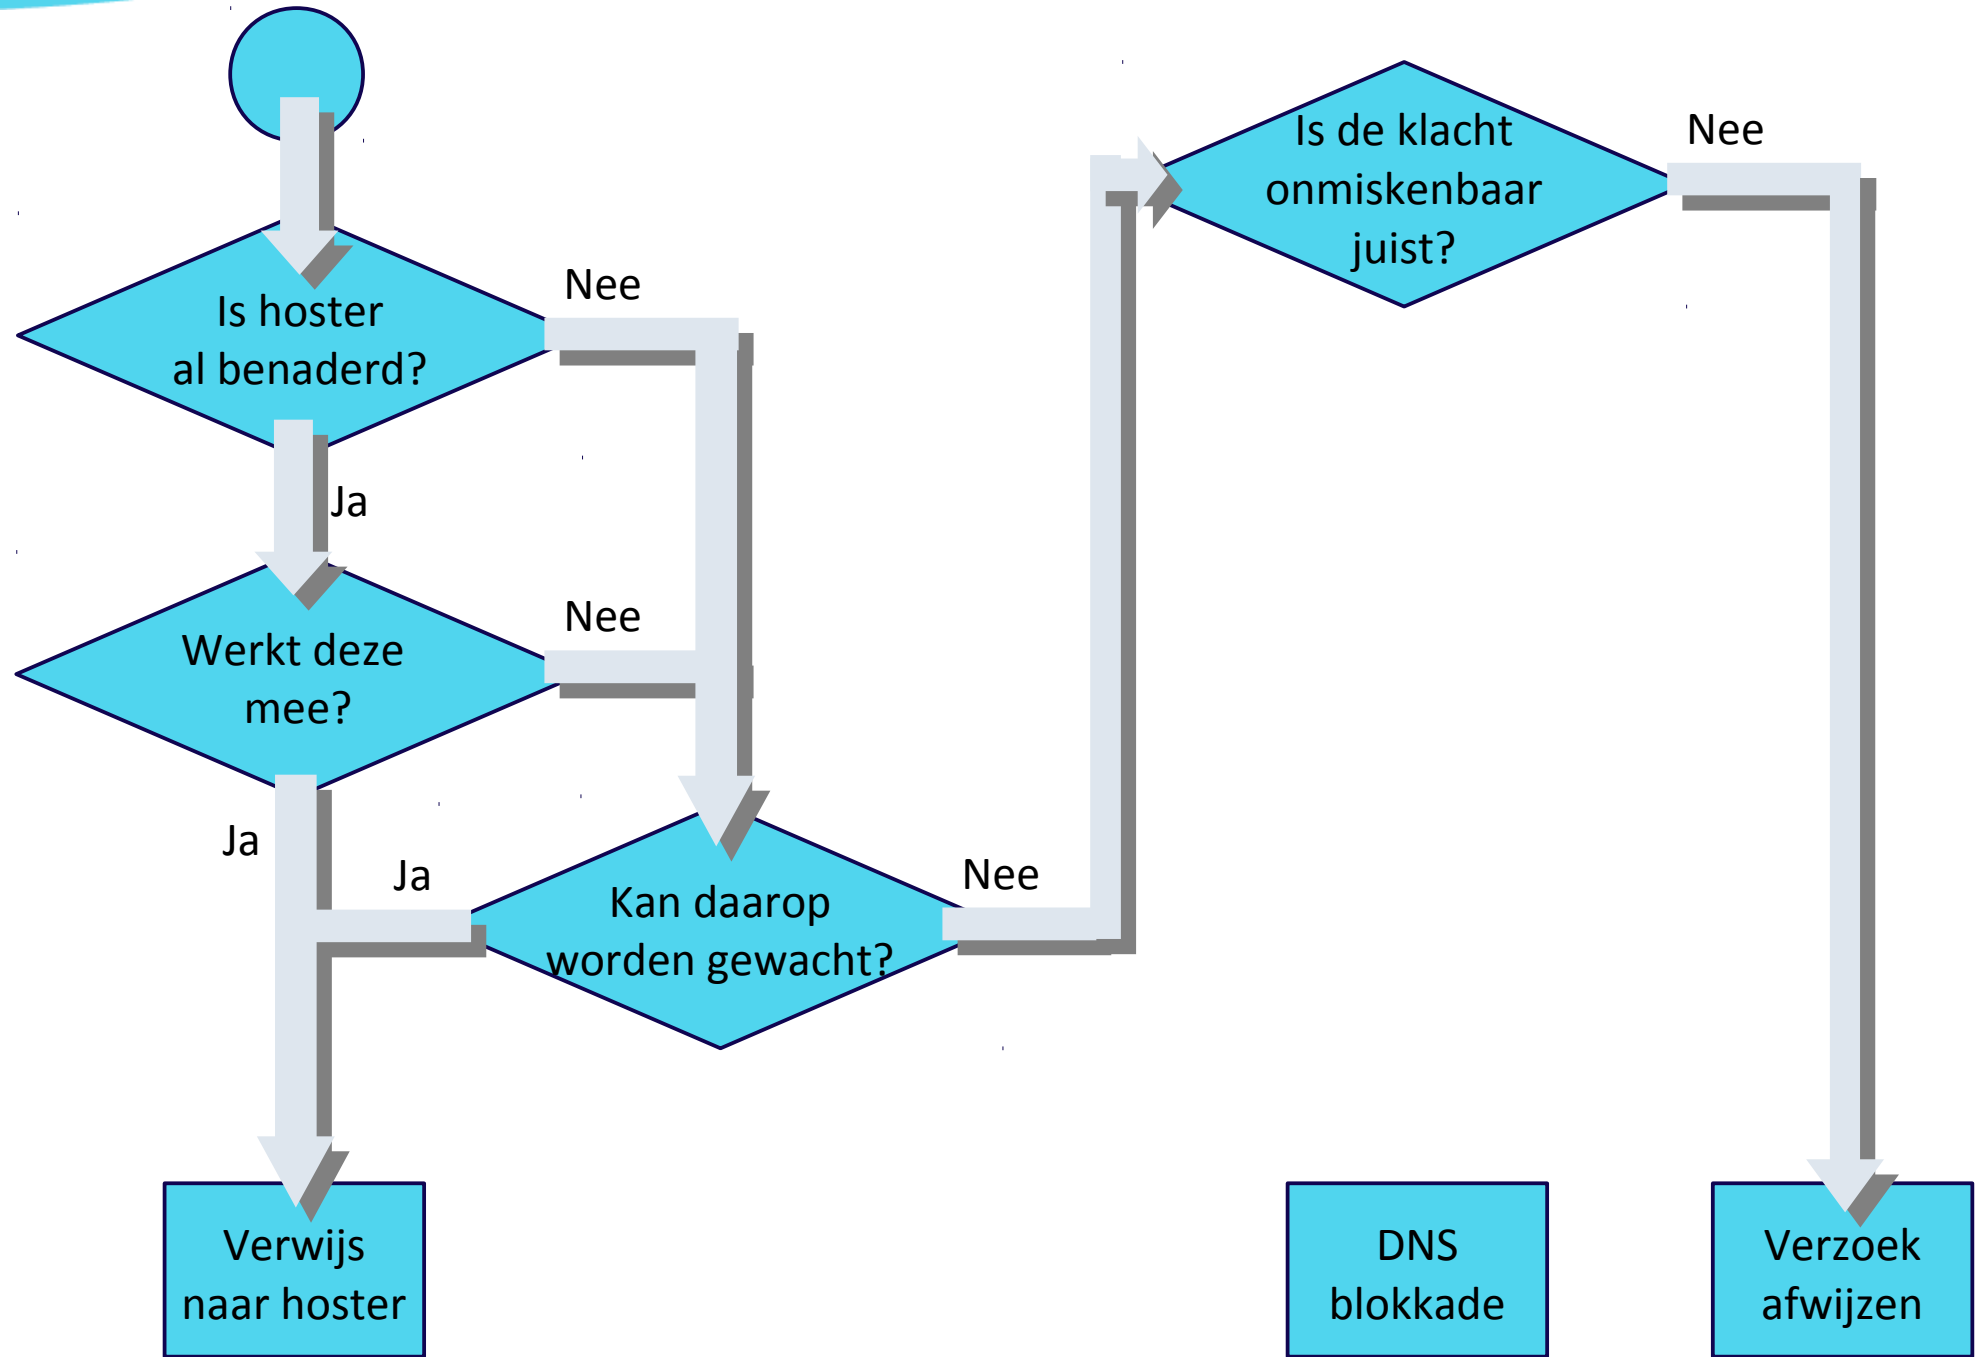 Is hoster
al benaderd?
Nee
Ja
Werkt deze
mee?
Nee
Ja
Ja
Kan daarop
worden gewacht?
Nee
Is de klacht
onmiskenbaar
juist?
Nee
Verwijs
naar hoster
DNS
blokkade
Verzoek
afwijzen